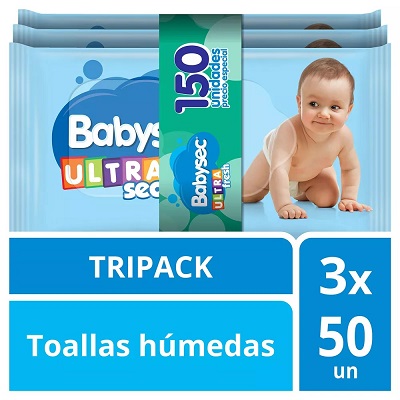 Babysec
ULTRA
sec
150
unidades
precio especial
Babysec
ULTRA
fresh
TRIPACK
Toallas húmedas
3x
50
un